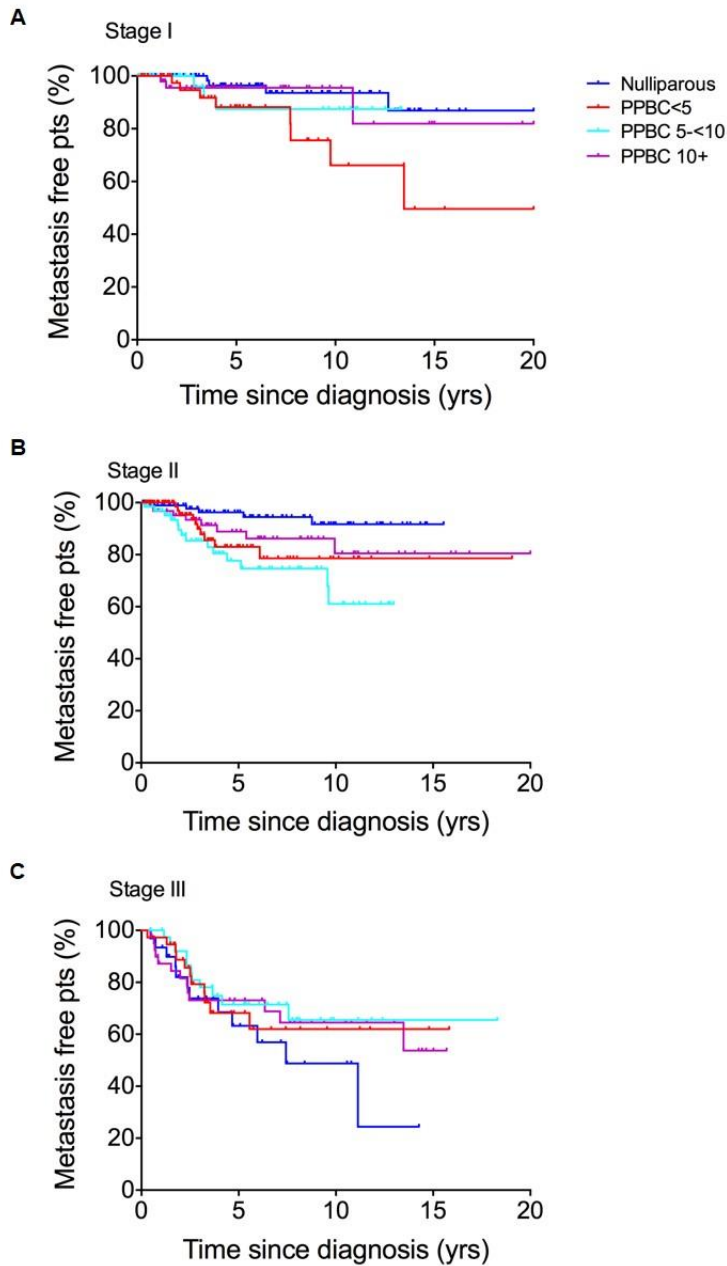 A
Stage I
Metastasis free pts (%)
100
80
60
40
20
0
0 5 10 15 20
Time since diagnosis (yrs)
Nulliparous
PPBC<5
PPBC 5-<10
PPBC 10+
B
Stage II
Metastasis free pts (%)
100
80
60
40
20
0
0 5 10 15 20
Time since diagnosis (yrs)
C
Stage III
Metastasis free pts (%)
100
80
60
40
20
0
0 5 10 15 20
Time since diagnosis (yrs)